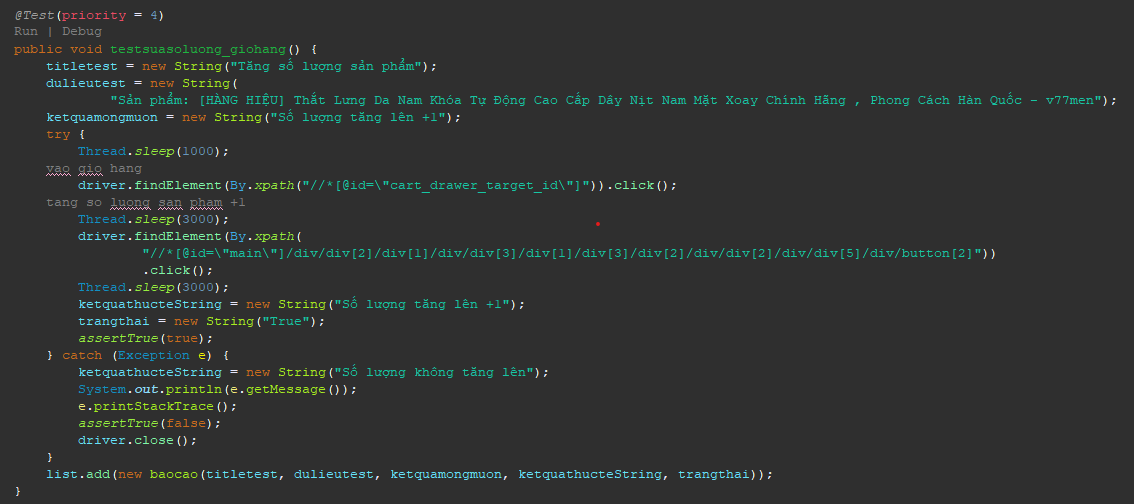 @Test(priority = 4)
Run | Debug
public void testsuasoluong_giohang() {
titletest = new String("Tăng số lượng sản phẩm");
dulieutest = new String(
"Sản phẩm: [HÀNG HIỆU] Thắt Lưng Da Nam Khóa Tự Động Cao Cấp Dây Nịt Nam Mặt Xoay Chính Hãng , Phong Cách Hàn Quốc - v77men");
ketquamongmuon = new String("Số lượng tăng lên +1");
try {
Thread.sleep(1000);
vao gio hang
driver.findElement(By.xpath("//*[@id=\"cart_drawer_target_id\"]")).click();
tang so luong san pham +1
Thread.sleep(3000);
driver.findElement(By.xpath(
"//*[@id=\"main\"]/div/div[2]/div[1]/div/div[3]/div[1]/div[3]/div[2]/div/div[2]/div/div[5]/div/button[2]"))
.click();
Thread.sleep(3000);
ketquathucteString = new String("Số lượng tăng lên +1");
trangthai = new String("True");
assertTrue(true);
} catch (Exception e) {
ketquathucteString = new String("Số lượng không tăng lên");
System.out.println(e.getMessage());
e.printStackTrace();
assertTrue(false);
driver.close();
}
list.add(new baocao(titletest, dulieutest, ketquamongmuon, ketquathucteString, trangthai));
}